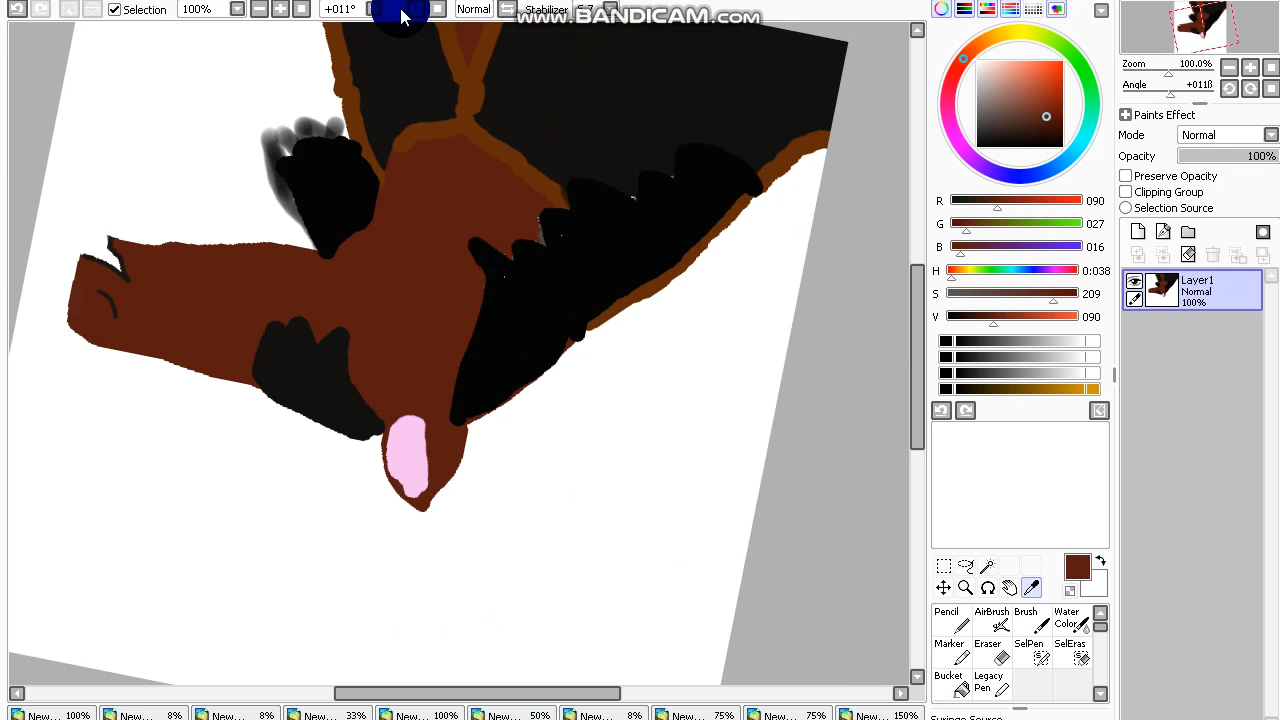 Selection 100% +011° Normal Stabilizer
www.BANDICAM.com
Zoom 100.0%
Angle +011ß
Paints Effect
Mode Normal
Opacity 100%
Preserve Opacity
Clipping Group
Selection Source
R 090
G 027
B 016
H 0:038
S 209
V 090
Layer1
Normal
100%
Pencil AirBrush Brush Water Color
Marker Eraser SelPen SelEras
Bucket Legacy Pen
New... 100% New... 8% New... 8% New... 33% New... 100% New... 50% New... 8% New... 75% New... 75% New... 150%